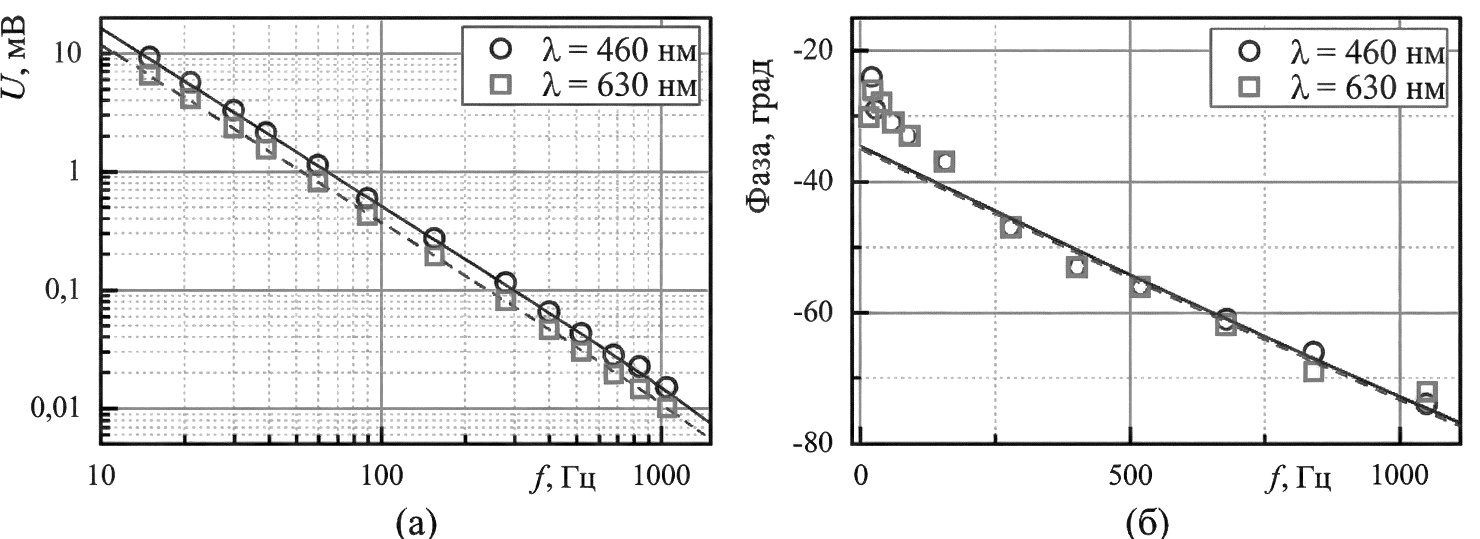 U, мВ
10
1
0,1
0,01
λ = 460 нм
λ = 630 нм
10
100
f, Гц
1000
(а)
Фаза, град
-20
-40
-60
-80
λ = 460 нм
λ = 630 нм
0
500
f, Гц
1000
(б)